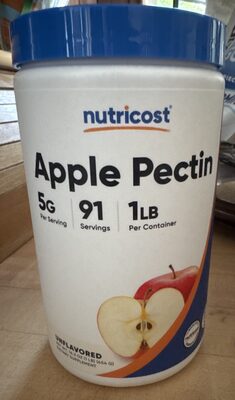 nutricost®
Apple Pectin
5G 91 1LB
Per Serving Servings Per Container
UNFLAVORED